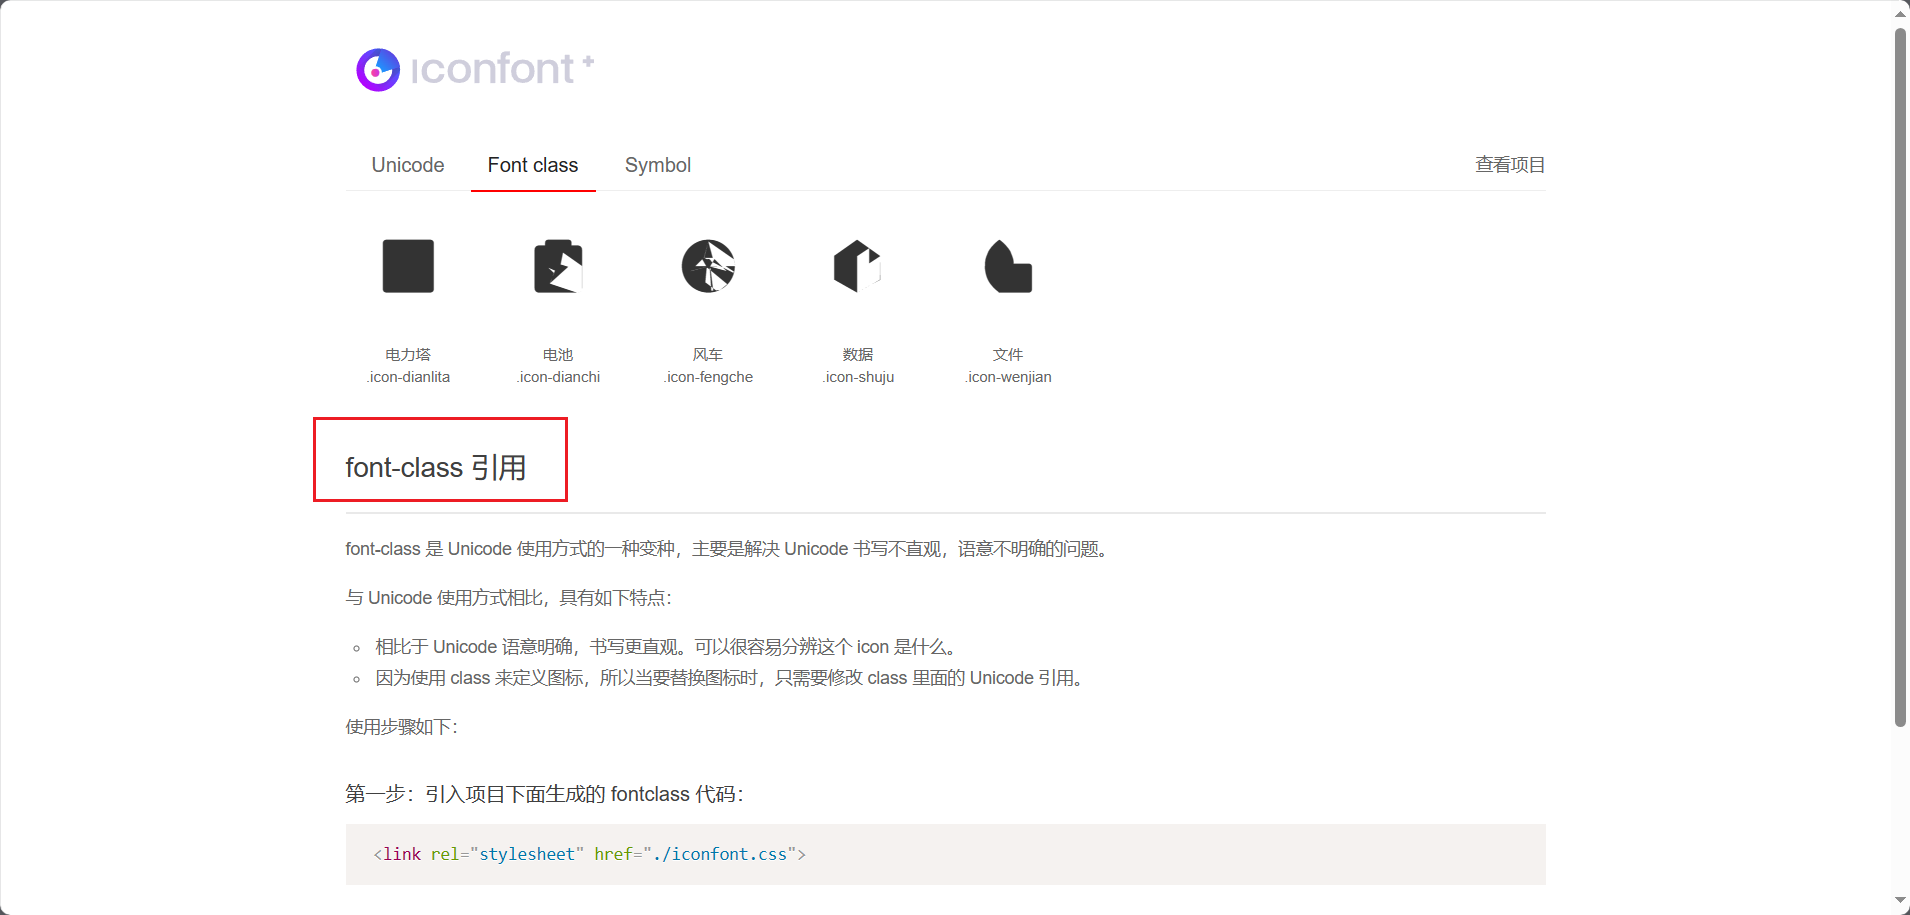 iconfont+
Unicode Font class Symbol 查看项目
电力塔 电池 风车 数据 文件
.icon-dianlita .icon-dianchi .icon-fengche .icon-shuju .icon-wenjian
font-class 引用
font-class 是 Unicode 使用方式的一种变种，主要是解决 Unicode 书写不直观，语意不明确的问题。
与 Unicode 使用方式相比，具有如下特点：
相比于 Unicode 语意明确，书写更直观。可以很容易分辨这个 icon 是什么。
因为使用 class 来定义图标，所以当要替换图标时，只需要修改 class 里面的 Unicode 引用。
使用步骤如下：
第一步：引入项目下面生成的 fontclass 代码：
<link rel="stylesheet" href="./iconfont.css">